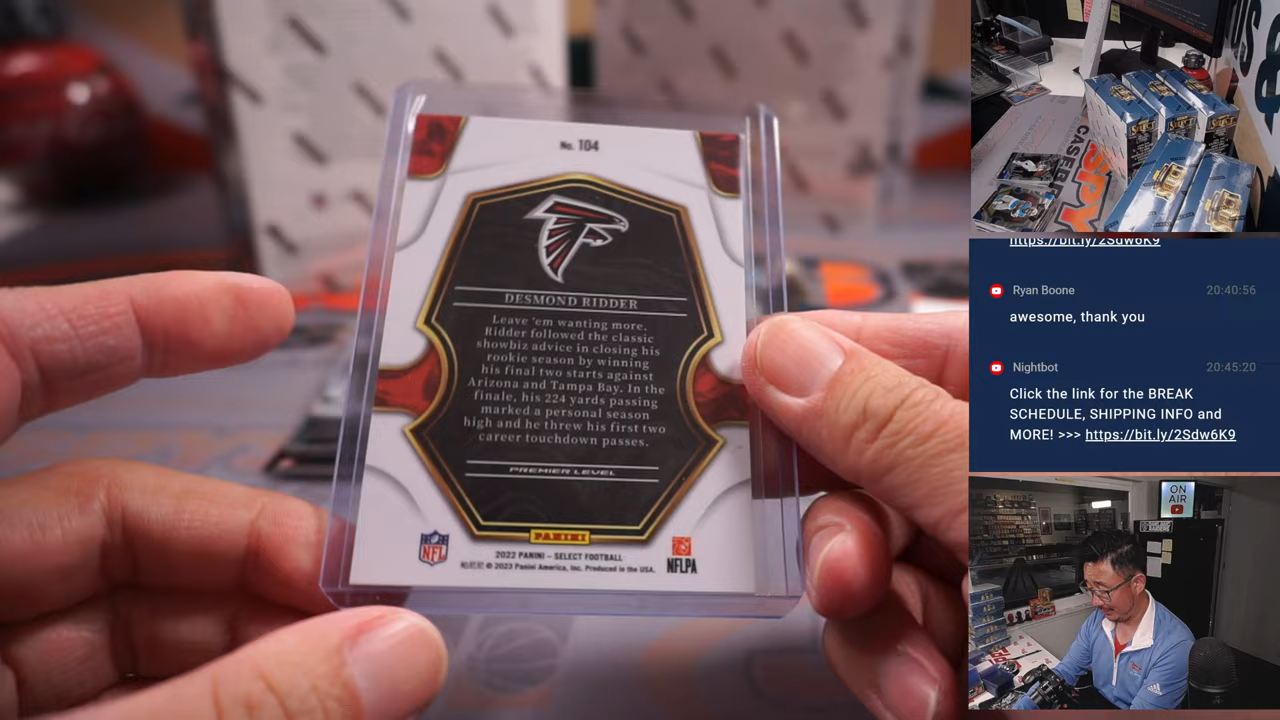 No. 104
DESMOND RIDDER
Leave 'em wanting more.
Ridder followed the classic
showbiz advice in closing his
rookie season by winning
his final two starts against
Arizona and Tampa Bay. In the
finale, his 224 yards passing
marked a personal season
high and he threw his first two
career touchdown passes.
PREMIER LEVEL
PANINI
NFL
2022 PANINI – SELECT FOOTBALL
© 2023 Panini America, Inc. Produced in the USA.
NFLPA
SELECT
https://bit.ly/2Sdw6K9
Ryan Boone 20:40:56
awesome, thank you
Nightbot 20:45:20
Click the link for the BREAK
SCHEDULE, SHIPPING INFO and
MORE! >>> https://bit.ly/2Sdw6K9
ON
AIR